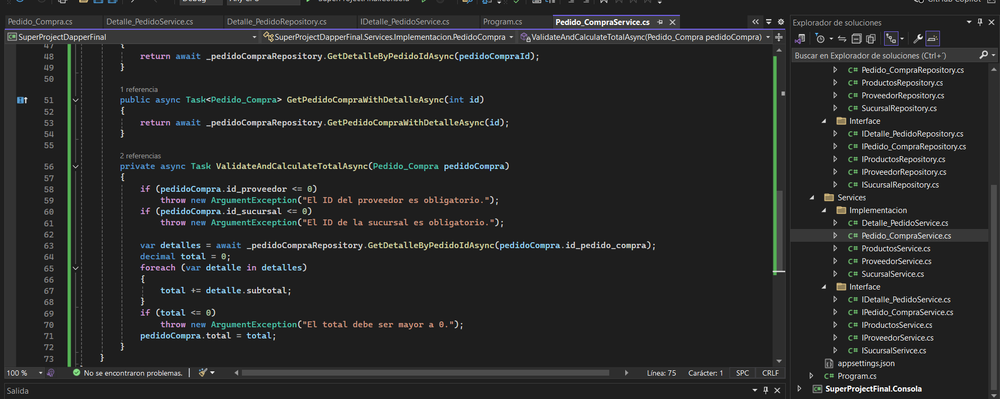 Debug Any CPU SuperProjectFinal.Consola GitHub Copilot
Pedido_Compra.cs Detalle_PedidoService.cs Detalle_PedidoRepository.cs IDetalle_PedidoService.cs Program.cs Pedido_CompraService.cs
SuperProjectDapperFinal SuperProjectDapperFinal.Services.Implementacion.PedidoCompra ValidateAndCalculateTotalAsync(Pedido_Compra pedidoCompra)
47 {
48 return await _pedidoCompraRepository.GetDetalleByPedidoIdAsync(pedidoCompraId);
49 }
50
1 referencia
51 public async Task<Pedido_Compra> GetPedidoCompraWithDetalleAsync(int id)
52 {
53 return await _pedidoCompraRepository.GetPedidoCompraWithDetalleAsync(id);
54 }
55
2 referencias
56 private async Task ValidateAndCalculateTotalAsync(Pedido_Compra pedidoCompra)
57 {
58 if (pedidoCompra.id_proveedor <= 0)
59 throw new ArgumentException("El ID del proveedor es obligatorio.");
60 if (pedidoCompra.id_sucursal <= 0)
61 throw new ArgumentException("El ID de la sucursal es obligatorio.");
62
63 var detalles = await _pedidoCompraRepository.GetDetalleByPedidoIdAsync(pedidoCompra.id_pedido_compra);
64 decimal total = 0;
65 foreach (var detalle in detalles)
66 {
67 total += detalle.subtotal;
68 }
69 if (total <= 0)
70 throw new ArgumentException("El total debe ser mayor a 0.");
71 pedidoCompra.total = total;
72 }
73 }
100 % No se encontraron problemas. Línea: 75 Carácter: 1 SPC CRLF
Salida
Explorador de soluciones
Buscar en Explorador de soluciones (Ctrl+´)
C# Pedido_CompraRepository.cs
C# ProductosRepository.cs
C# ProveedorRepository.cs
C# SucursalRepository.cs
Interface
C# IDetalle_PedidoRepository.cs
C# IPedido_CompraRepository.cs
C# IProductosRepository.cs
C# IProveedorRepository.cs
C# ISucursalRepository.cs
Services
Implementacion
C# Detalle_PedidoService.cs
C# Pedido_CompraService.cs
C# ProductosService.cs
C# ProveedorService.cs
C# SucursalService.cs
Interface
C# IDetalle_PedidoService.cs
C# IPedido_CompraService.cs
C# IProductosService.cs
C# IProveedorService.cs
C# ISucursalSerivce.cs
appsettings.json
C# Program.cs
C# SuperProjectFinal.Consola